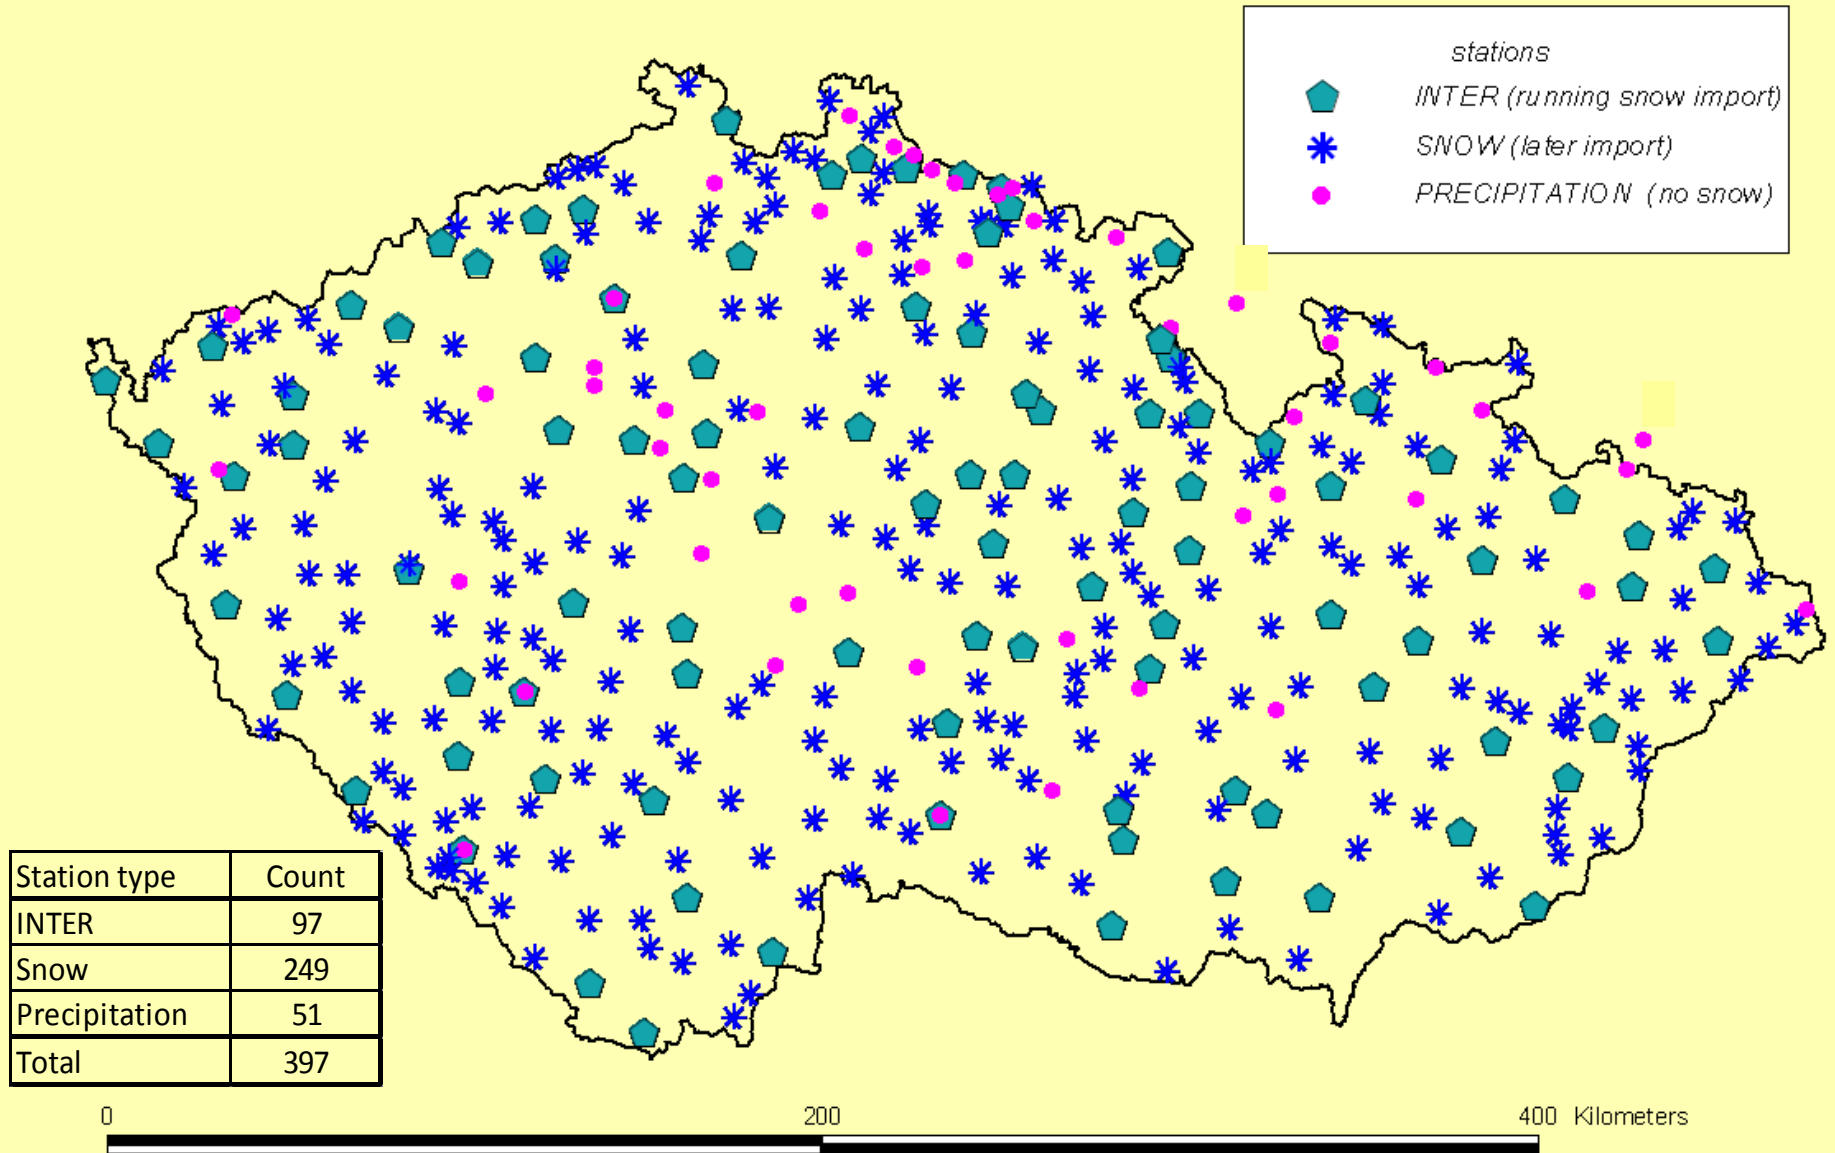 stations
INTER (running snow import)
SNOW (later import)
PRECIPITATION (no snow)
Station type Count
INTER 97
Snow 249
Precipitation 51
Total 397
0 200 400 Kilometers